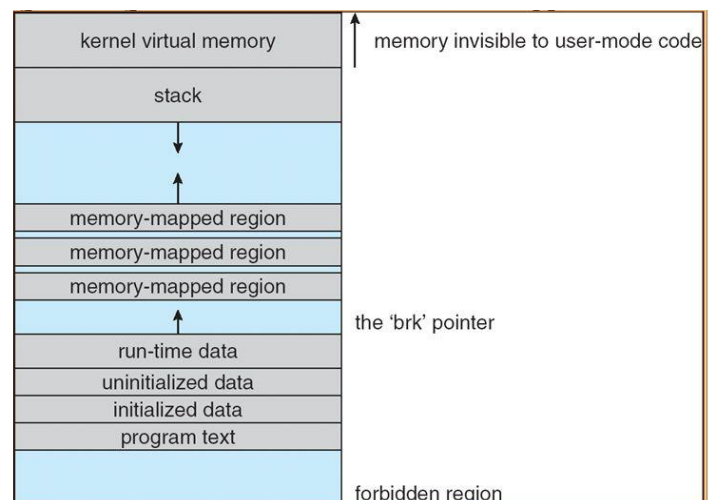 kernel virtual memory
memory invisible to user-mode code
stack
memory-mapped region
memory-mapped region
memory-mapped region
the ‘brk’ pointer
run-time data
uninitialized data
initialized data
program text
forbidden region